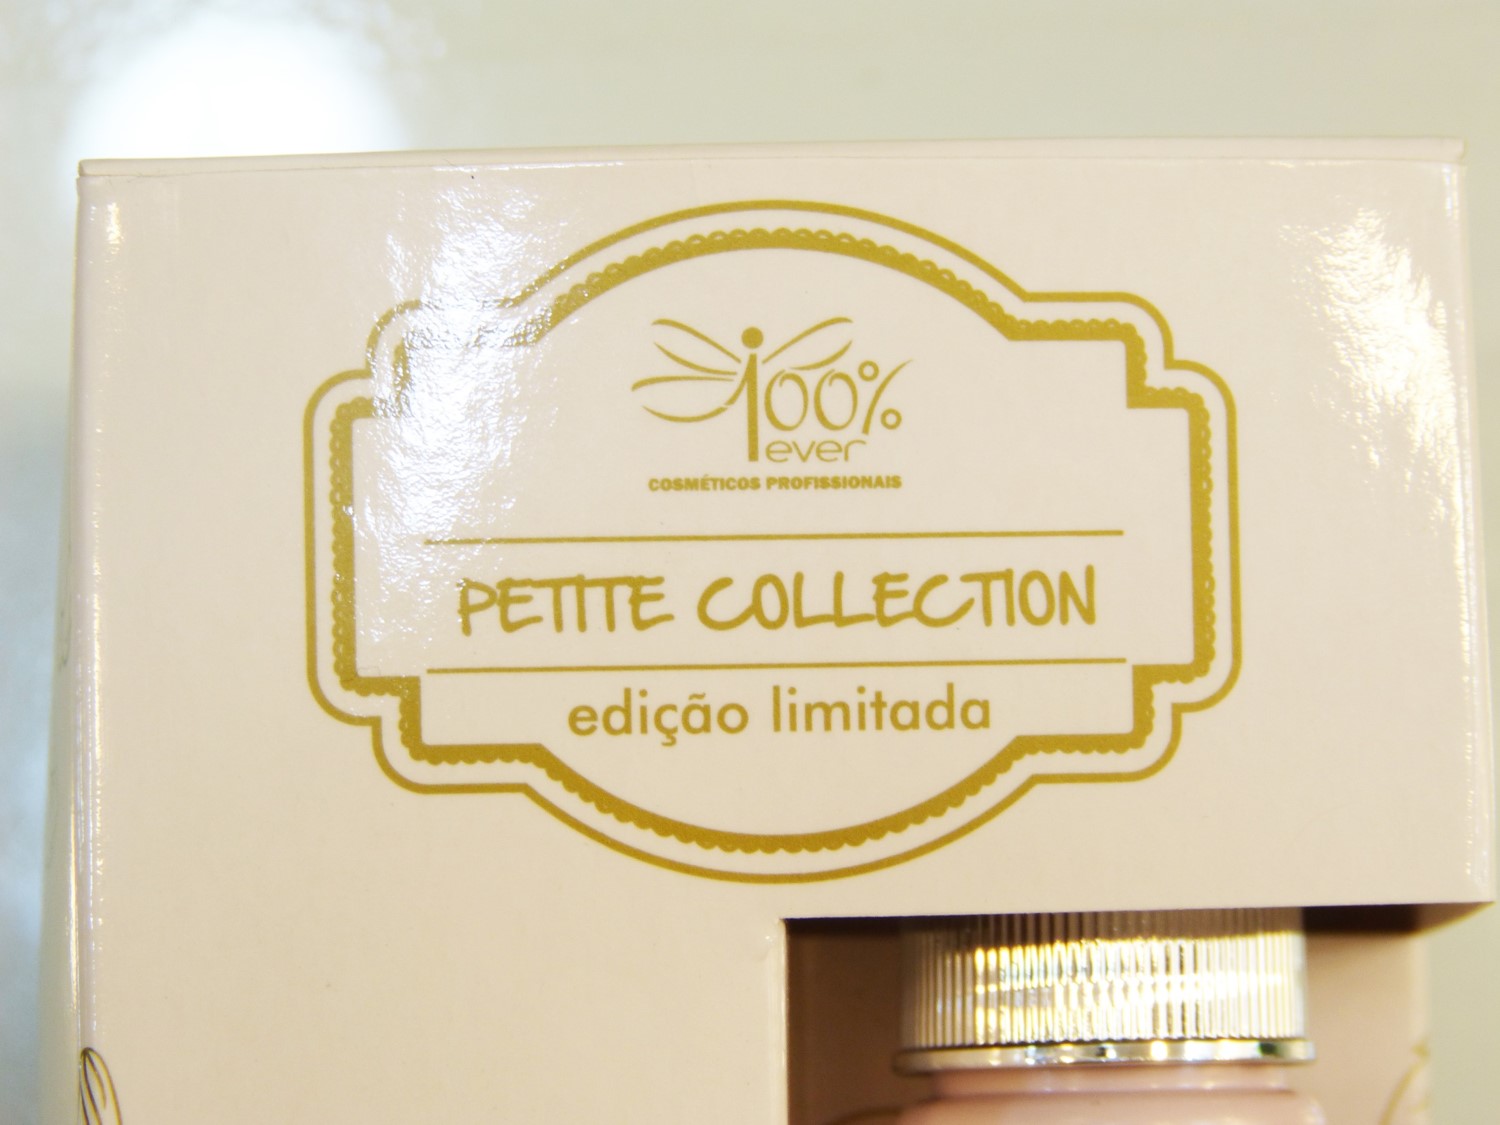 100%
ever
COSMÉTICOS PROFISSIONAIS
PETITE COLLECTION
edição limitada